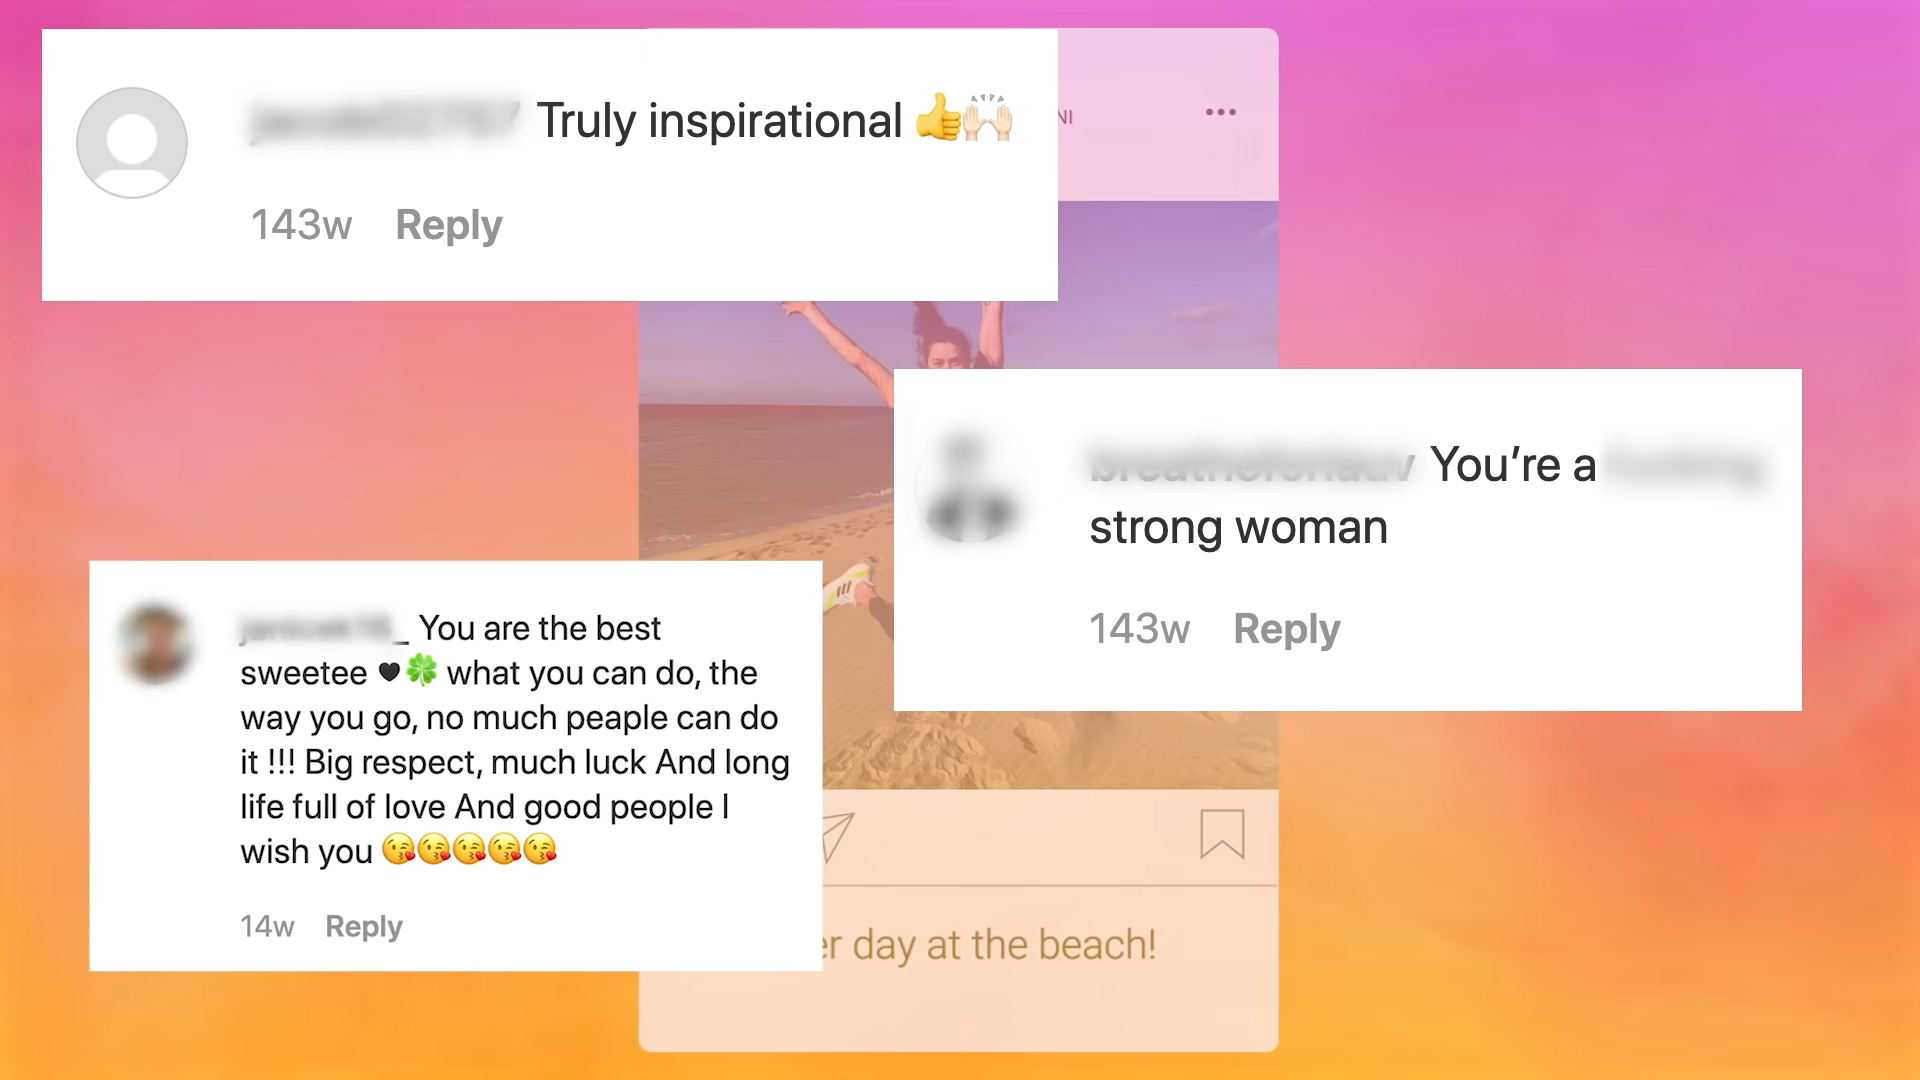 Truly inspirational 👍🙌🏻
143w Reply
NI
You're a
strong woman
143w Reply
_ You are the best
sweetee 🖤🍀 what you can do, the
way you go, no much peaple can do
it !!! Big respect, much luck And long
life full of love And good people I
wish you 😘😘😘😘😘
14w Reply
er day at the beach!